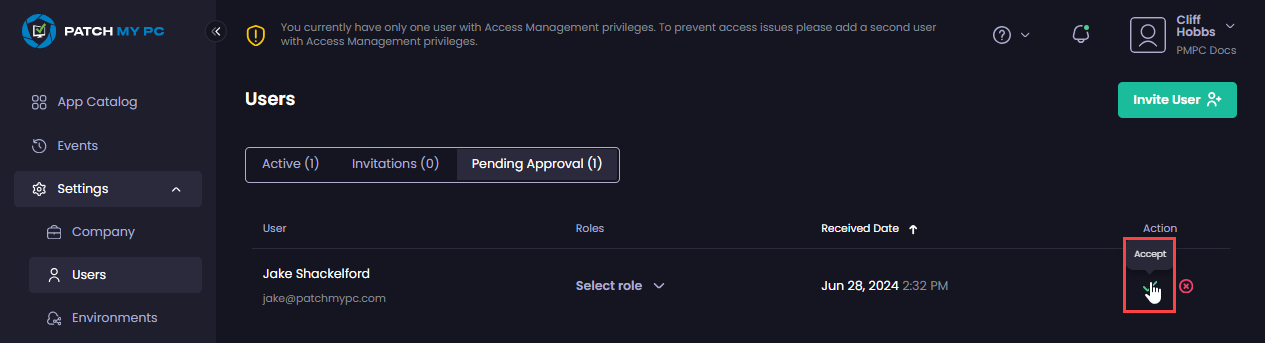 PATCH MY PC
You currently have only one user with Access Management privileges. To prevent access issues please add a second user
with Access Management privileges.
Cliff
Hobbs
PMPC Docs
App Catalog
Events
Settings
Company
Users
Environments
Users
Invite User
Active (1)
Invitations (0)
Pending Approval (1)
User
Roles
Received Date
Action
Accept
Jake Shackelford
jake@patchmypc.com
Select role
Jun 28, 2024 2:32 PM